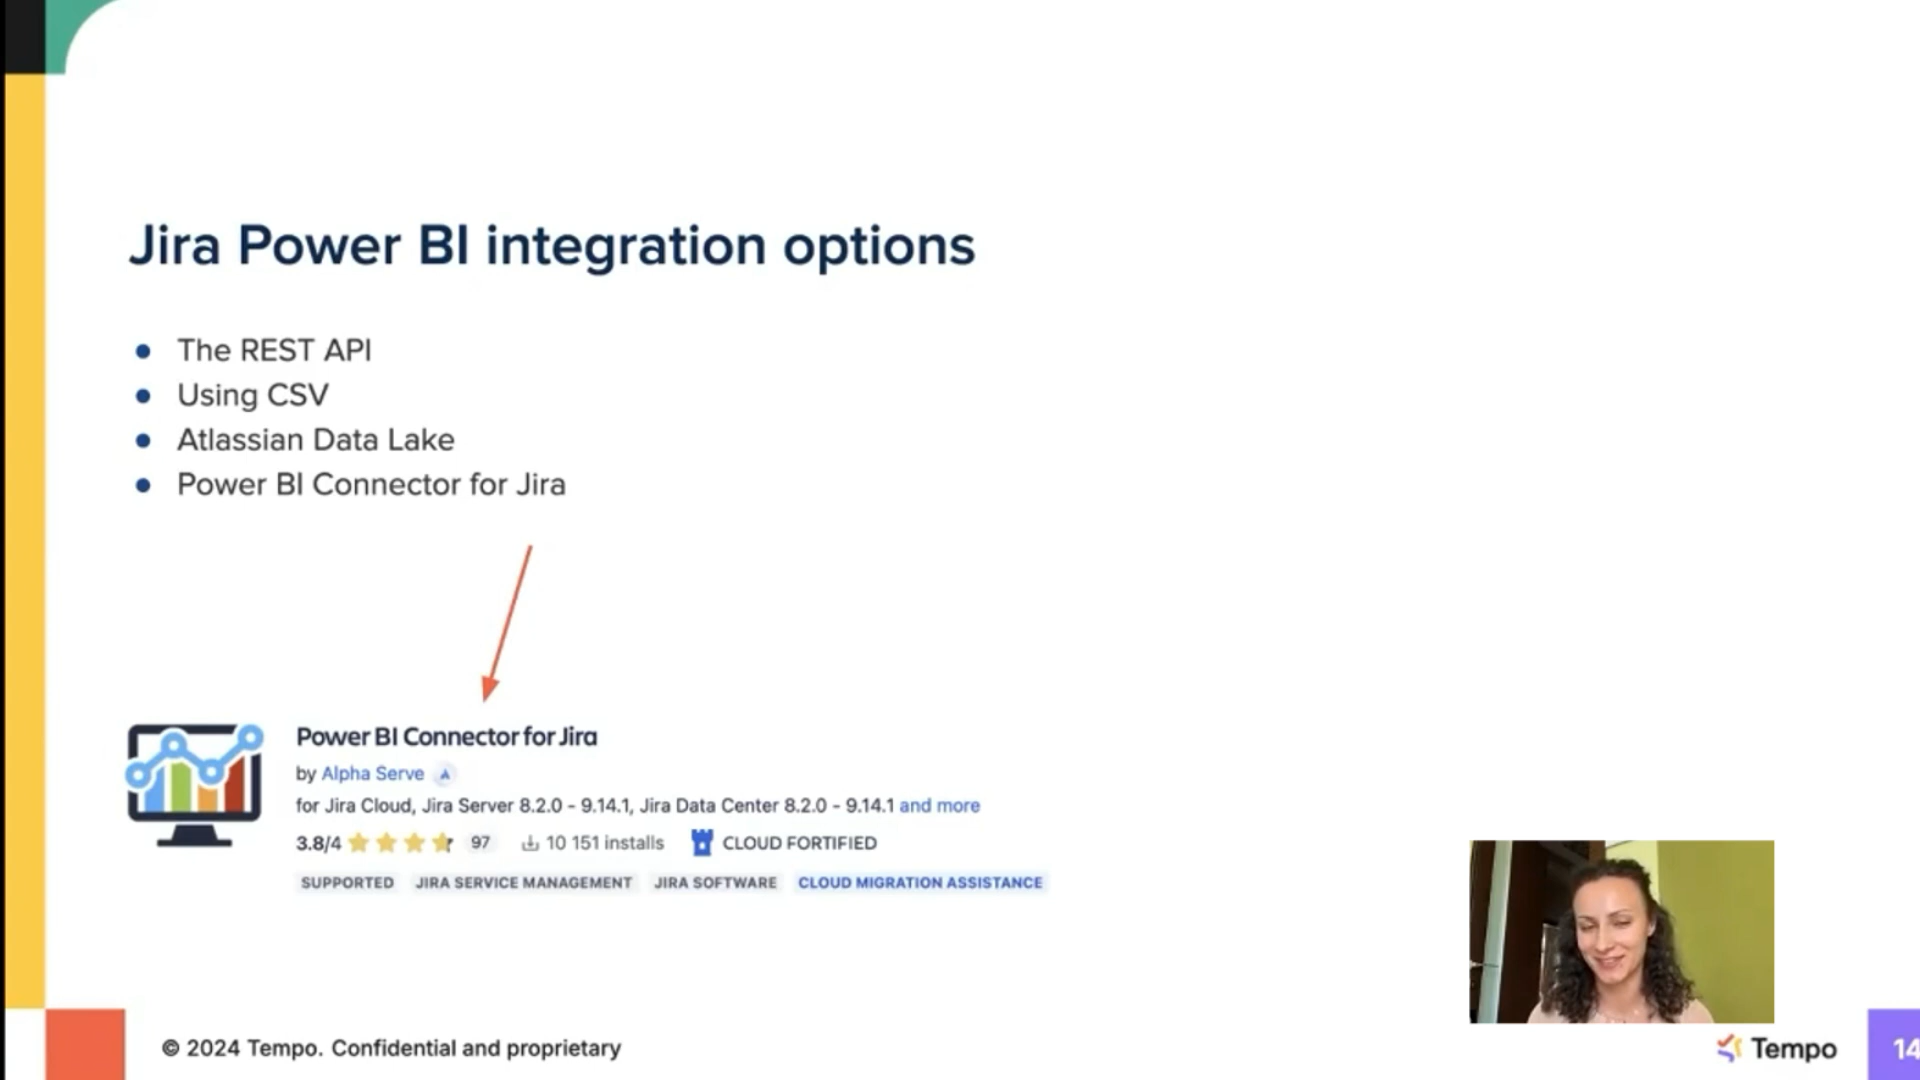 Jira Power BI integration options
The REST API
Using CSV
Atlassian Data Lake
Power BI Connector for Jira
Power BI Connector for Jira
by Alpha Serve
for Jira Cloud, Jira Server 8.2.0 - 9.14.1, Jira Data Center 8.2.0 - 9.14.1 and more
3.8/4 97 10 151 installs CLOUD FORTIFIED
SUPPORTED JIRA SERVICE MANAGEMENT JIRA SOFTWARE CLOUD MIGRATION ASSISTANCE
© 2024 Tempo. Confidential and proprietary
Tempo
14